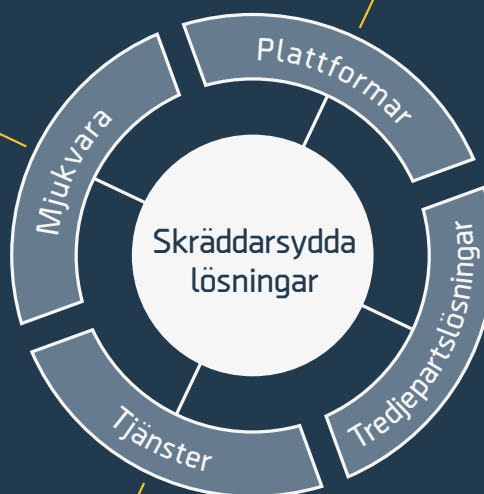 Plattformar
Mjukvara
Skräddarsydda
lösningar
Tredjepartslösningar
Tjänster